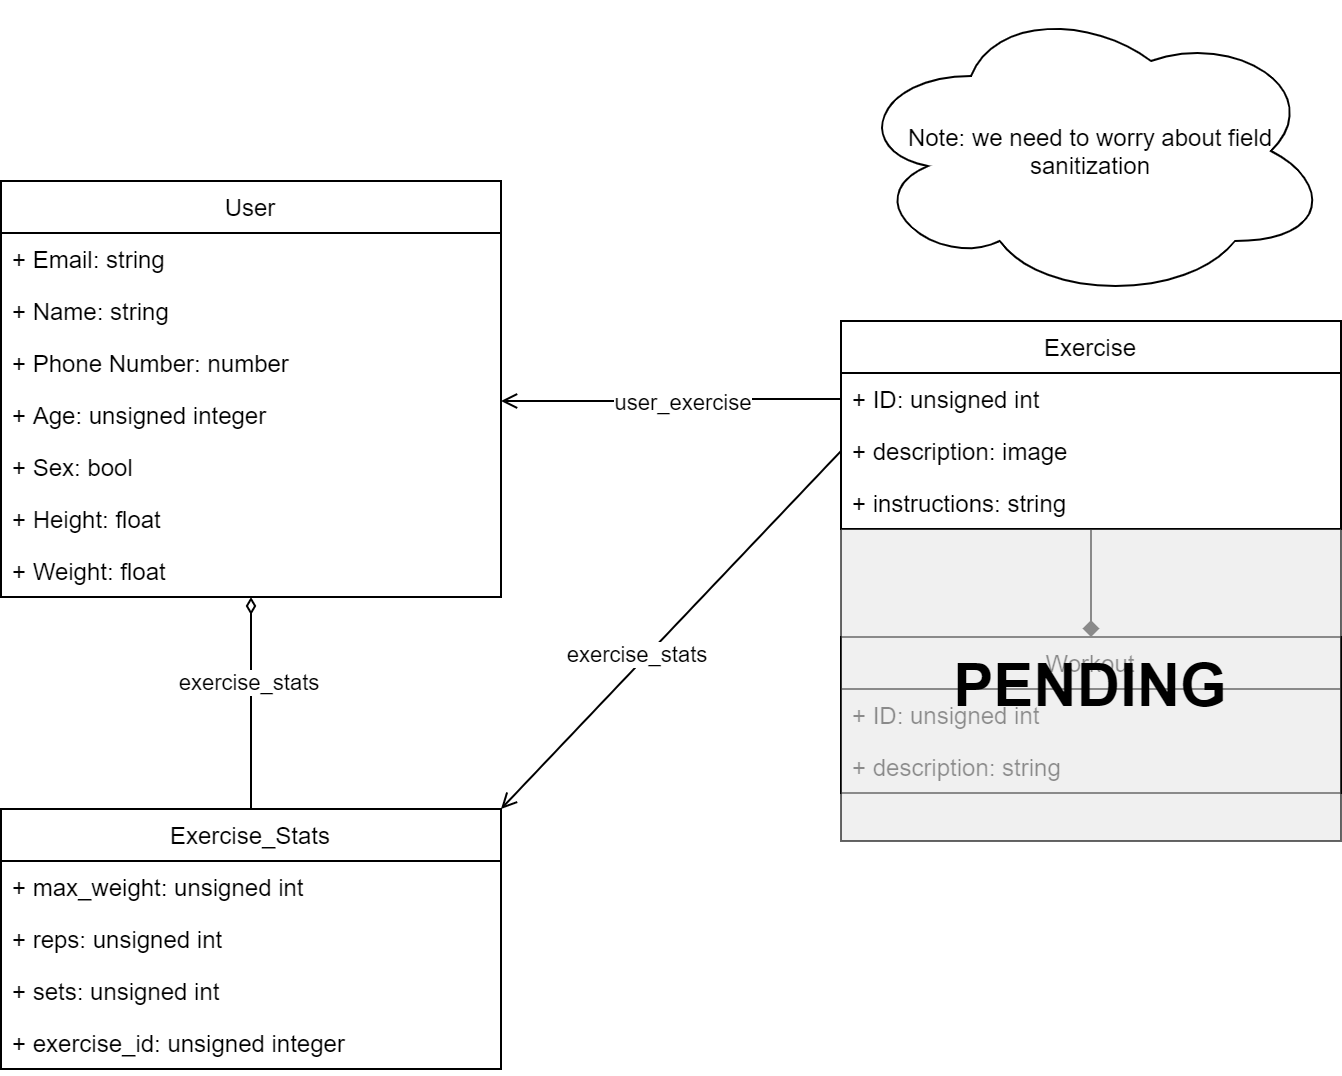 Note: we need to worry about field
sanitization
User
+ Email: string
+ Name: string
+ Phone Number: number
+ Age: unsigned integer
+ Sex: bool
+ Height: float
+ Weight: float
user_exercise
Exercise
+ ID: unsigned int
+ description: image
+ instructions: string
exercise_stats
exercise_stats
Workout
PENDING
+ ID: unsigned int
+ description: string
Exercise_Stats
+ max_weight: unsigned int
+ reps: unsigned int
+ sets: unsigned int
+ exercise_id: unsigned integer